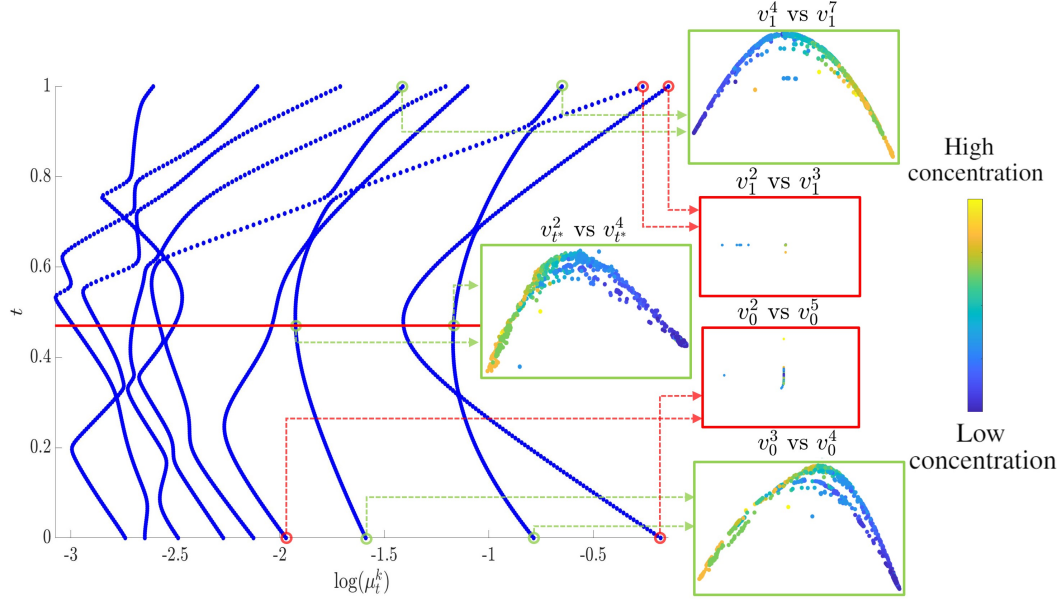 v_1^4 vs v_1^7
1
0.8
0.6
0.4
0.2
0
t
-3
-2.5
-2
-1.5
-1
-0.5
log(μ_t^k)
v_1^2 vs v_1^3
v_{t*}^2 vs v_{t*}^4
v_0^2 vs v_0^5
v_0^3 vs v_0^4
High
concentration
Low
concentration